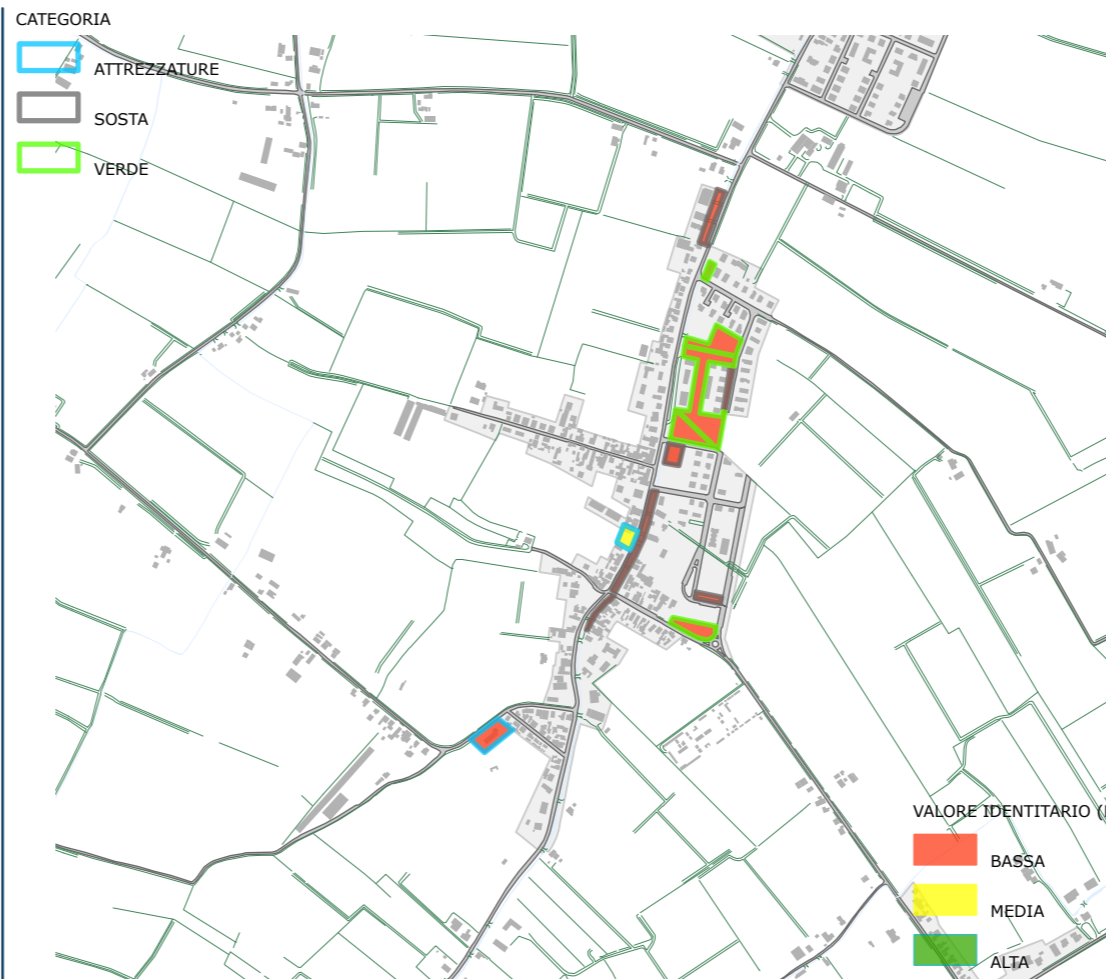 CATEGORIA
ATTREZZATURE
SOSTA
VERDE
VALORE IDENTITARIO (
BASSA
MEDIA
ALTA